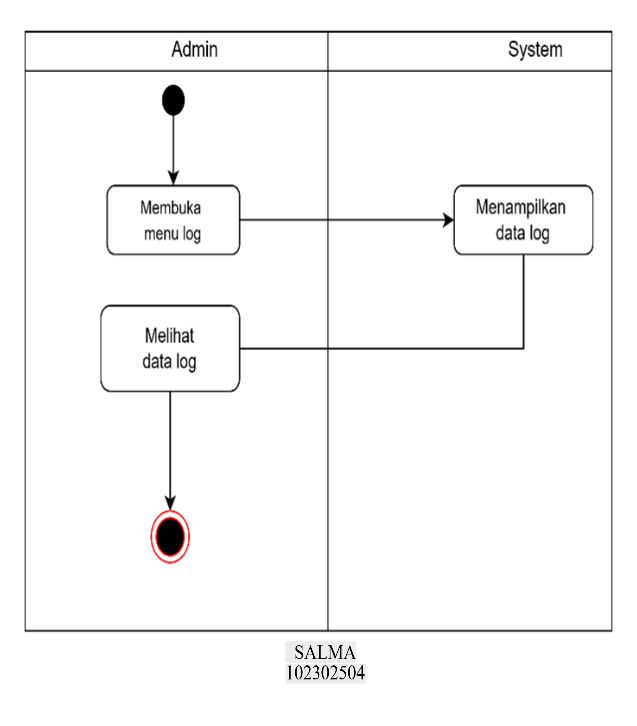 Admin
System
Membuka
menu log
Menampilkan
data log
Melihat
data log
SALMA
102302504